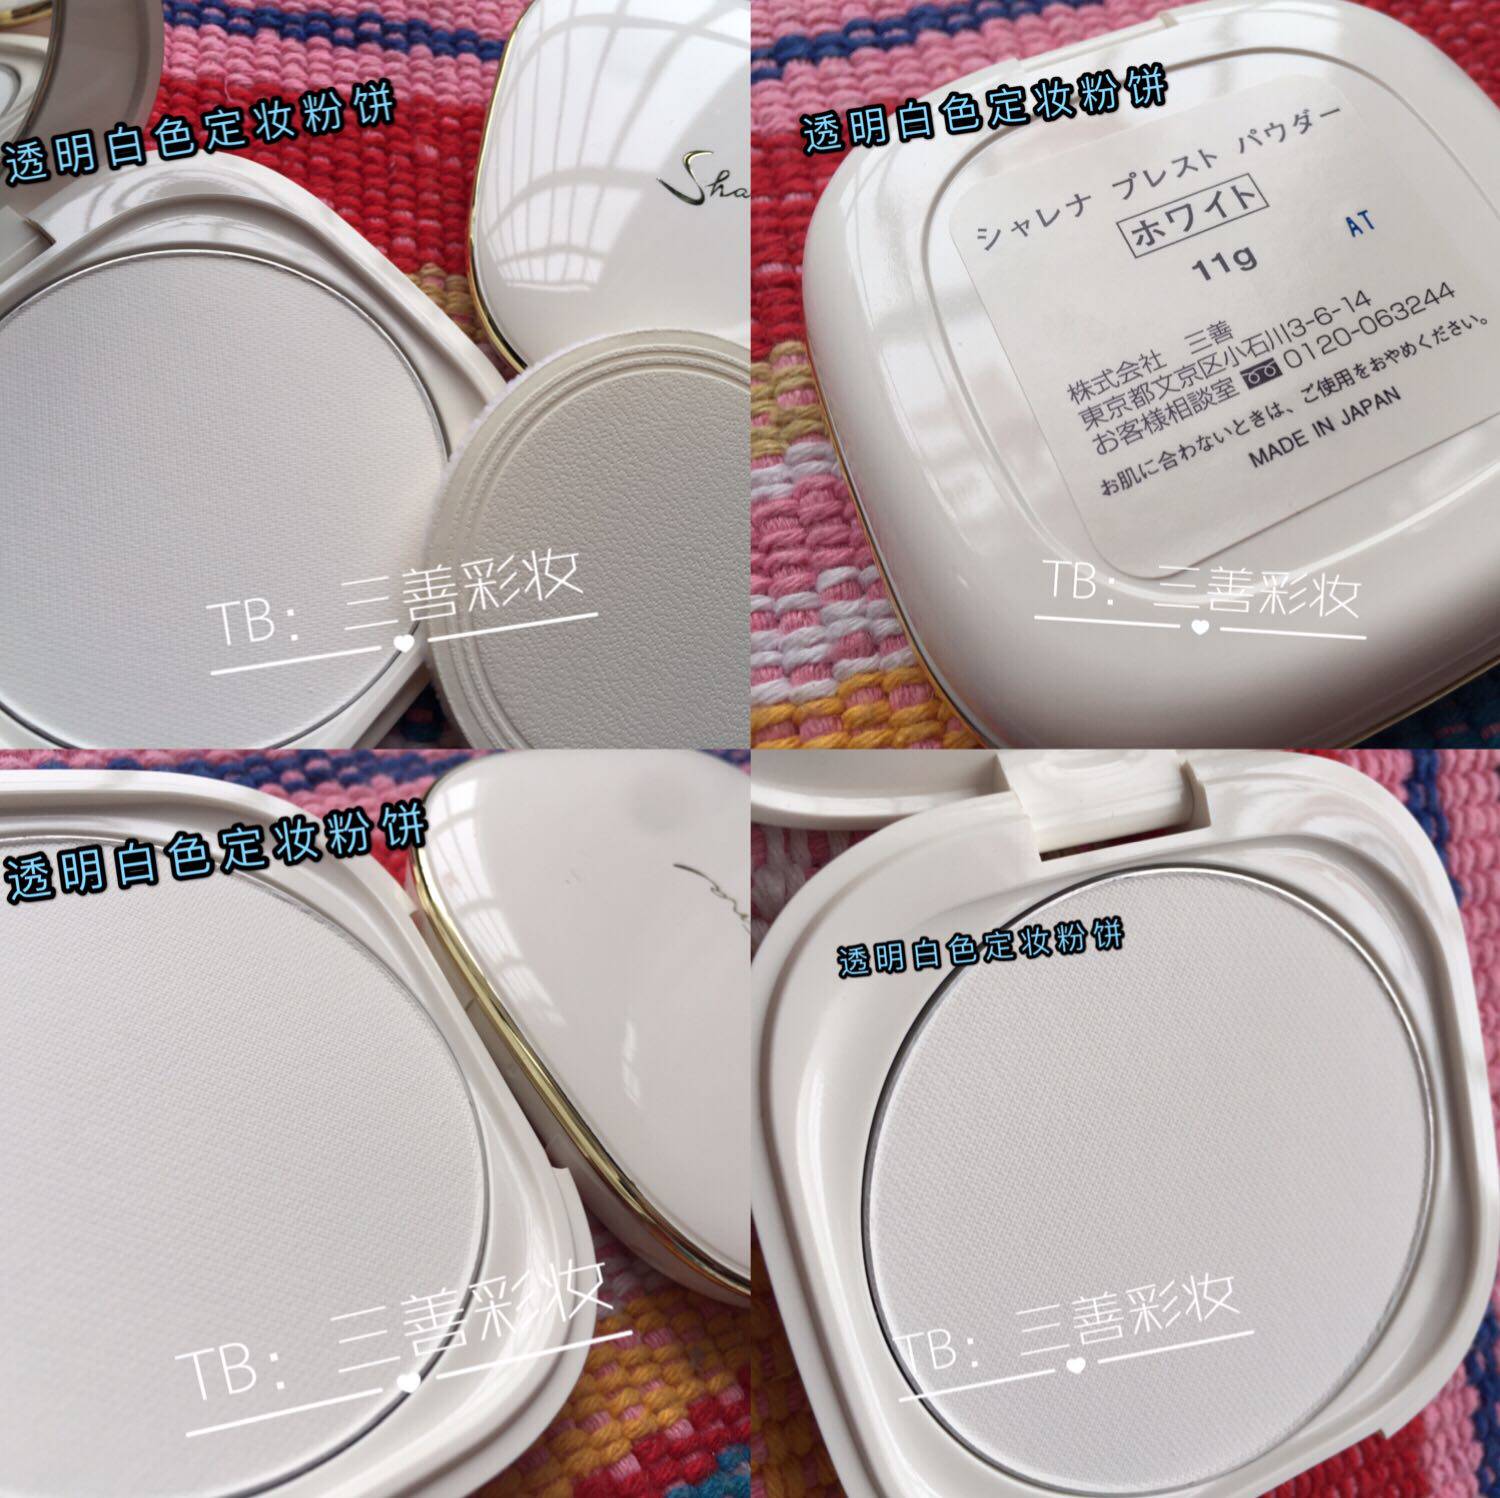 透明白色定妆粉饼
Sha
TB：三善彩妆
透明白色定妆粉饼
シャレナ プレスト パウダー
ホワイト
11g
AT
株式会社 三善
東京都文京区小石川3-6-14
お客様相談室 0120-063244
お肌に合わないときは、ご使用をおやめください。
MADE IN JAPAN
TB：三善彩妆
透明白色定妆粉饼
TB：三善彩妆
透明白色定妆粉饼
TB：三善彩妆